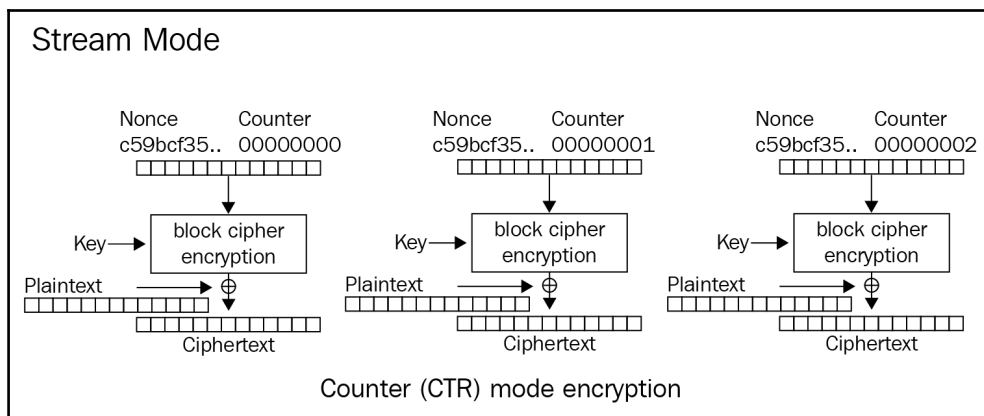 Stream Mode
Nonce Counter Nonce Counter Nonce Counter
c59bcf35.. 00000000 c59bcf35.. 00000001 c59bcf35.. 00000002
block cipher block cipher block cipher
Key encryption Key encryption Key encryption
Plaintext Plaintext Plaintext
Ciphertext Ciphertext Ciphertext
Counter (CTR) mode encryption